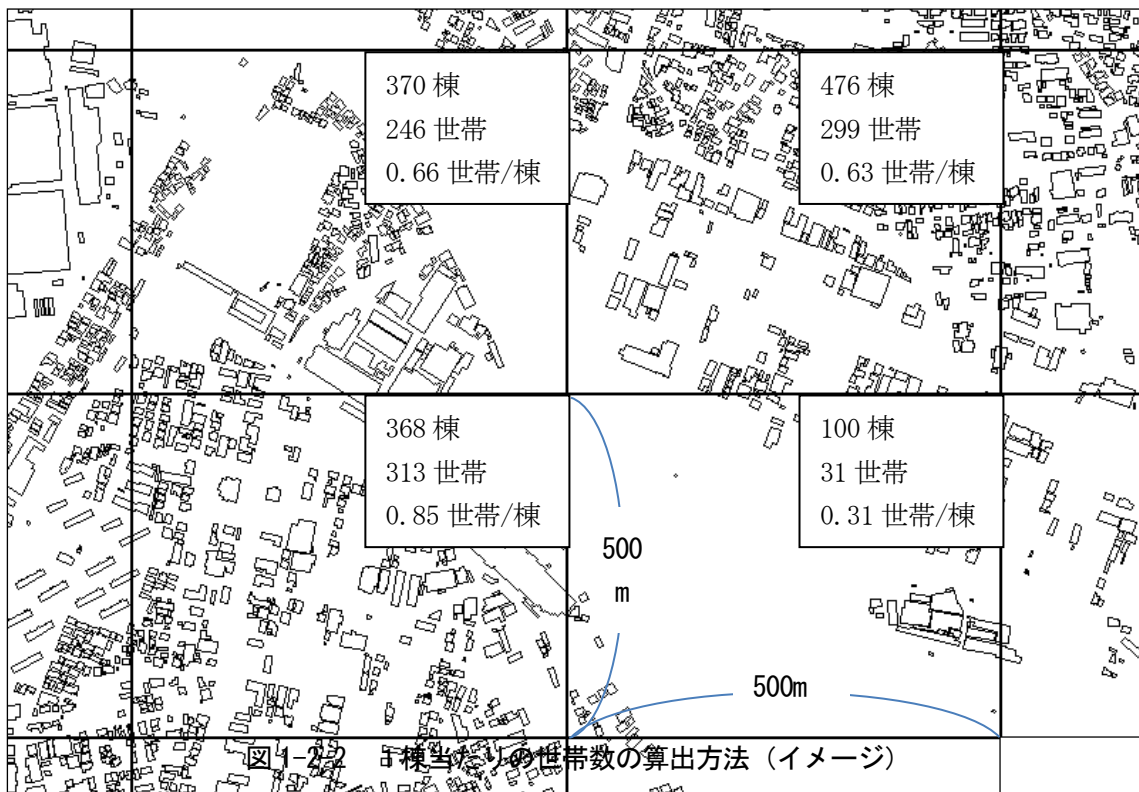 370 棟
246 世帯
0.66 世帯/棟
476 棟
299 世帯
0.63 世帯/棟
368 棟
313 世帯
0.85 世帯/棟
100 棟
31 世帯
0.31 世帯/棟
500
m
500m
図 1-2-2 1 棟当たりの世帯数の算出方法（イメージ）